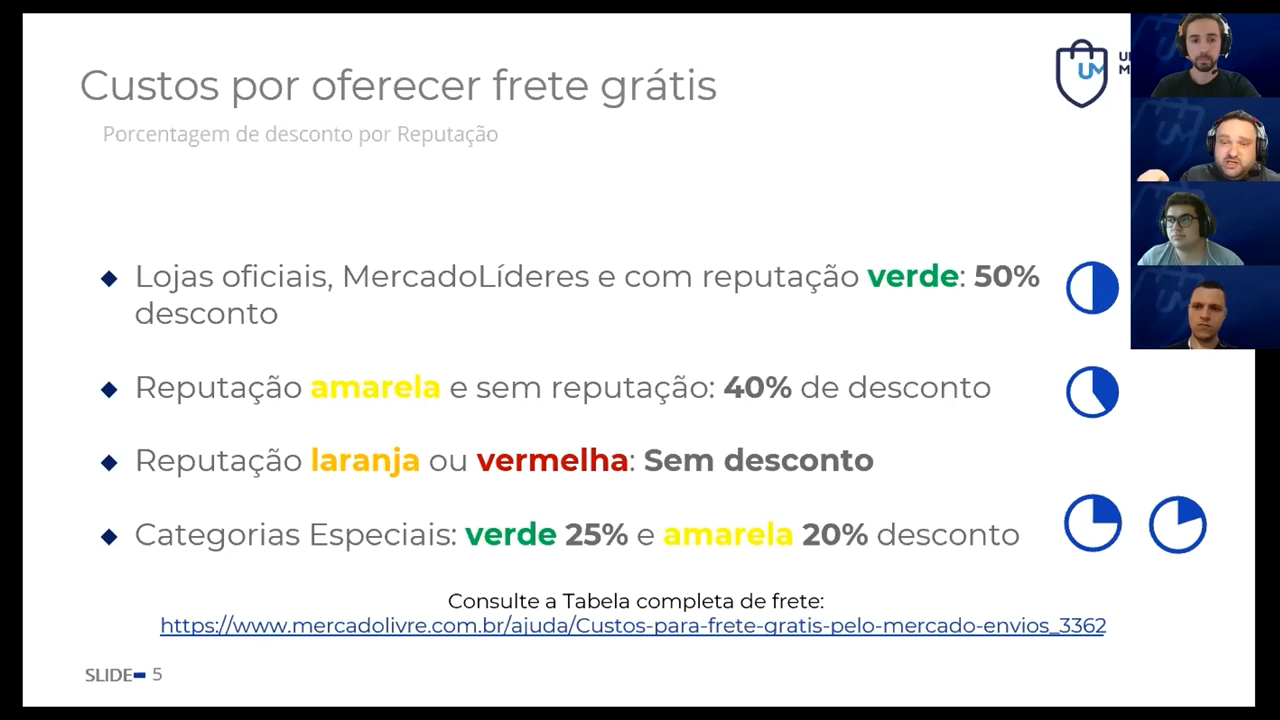 Custos por oferecer frete grátis
Porcentagem de desconto por Reputação
UM
◆ Lojas oficiais, MercadoLíderes e com reputação verde: 50%
desconto
◆ Reputação amarela e sem reputação: 40% de desconto
◆ Reputação laranja ou vermelha: Sem desconto
◆ Categorias Especiais: verde 25% e amarela 20% desconto
Consulte a Tabela completa de frete:
https://www.mercadolivre.com.br/ajuda/Custos-para-frete-gratis-pelo-mercado-envios_3362
SLIDE 5